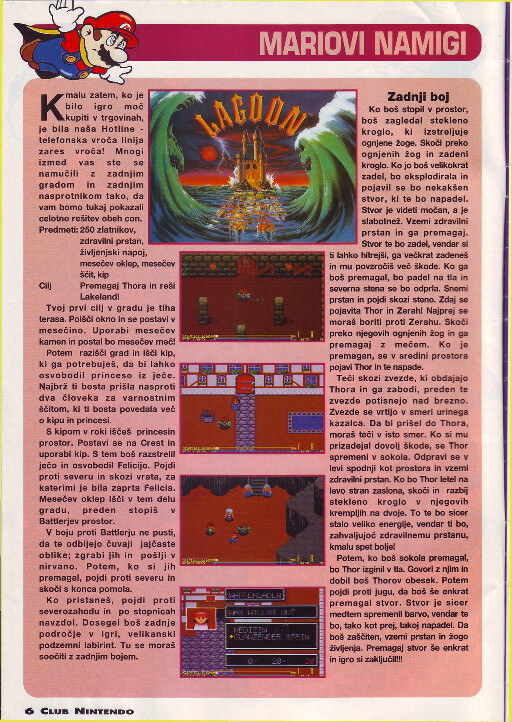 MARIOVI NAMIGI
Kmalu zatem, ko je
bilo igro moč
kupiti v trgovinah,
je bila naša Hotline -
telefonska vroča linija
zares vroča! Mnogi
izmed vas ste se
namučili z zadnjim
gradom in zadnjim
nasprotnikom tako, da
vam bomo tukaj pokazali
celotno rešitev obeh con.
Predmeti: 250 zlatnikov,
zdravilni prstan,
življenjski napoj,
mesečev oklep, mesečev
ščit, kip
Cilj Premagaj Thora in reši
Lakeland!
Tvoj prvi cilj v gradu je tiha
terasa. Poišči okno in se postavi v
mesečino. Uporabi mesečev
kamen in postal bo mesečev meč!
Potem razišči grad in išči kip,
ki ga potrebuješ, da bi lahko
osvobodil princeso iz ječe.
Najbrž ti bosta prišla nasproti
dva človeka za varnostnim
ščitom, ki ti bosta povedala več
o kipu in princesi.
S kipom v roki iščeš princesin
prostor. Postavi se na Crest in
uporabi kip. S tem boš razstrelil
ječo in osvobodil Felicijo. Pojdi
proti severu in skozi vrata, za
katerimi je bila zaprta Felicia.
Mesečev oklep išči v tem delu
gradu, preden stopiš v
Battlerjev prostor.
V boju proti Battlerju ne pusti,
da te odbijejo čuvaji jajčaste
oblike; zgrabi jih in pošlji v
nirvano. Potem, ko si jih
premagal, pojdi proti severu in
skoči s konca pomola.
Ko pristaneš, pojdi proti
severozahodu in po stopnicah
navzdol. Dosegel boš zadnje
področje v igri, velikanski
podzemni labirint. Tu se moraš
soočiti z zadnjim bojem.
LAGOON
WATENLADEN
WAS WILLST DU?
MEDIZIN
GLANZENDER STEIN
0 20
Zadnji boj
Ko boš stopil v prostor,
boš zagledal stekleno
kroglo, ki izstreljuje
ognjene žoge. Skoči preko
ognjenih žog in zadeni
kroglo. Ko jo boš velikokrat
zadel, bo eksplodirala in
pojavil se bo nekakšen
stvor, ki te bo napadel.
Stvor je videti močan, a je
slabotnež. Vzemi zdravilni
prstan in ga premagaj.
Stvor te bo zadel, vendar si
ti lahko hitrejši, ga večkrat zadeneš
in mu povzročiš več škode. Ko ga
boš premagal, bo padel na tla in
severna stena se bo odprla. Snemi
prstan in pojdi skozi steno. Zdaj se
pojavita Thor in Zerah! Najprej se
moraš boriti proti Zerahu. Skoči
preko njegovih ognjenih žog in ga
premagaj z mečem. Ko je
premagan, se v sredini prostora
pojavi Thor in te napade.
Teči skozi zvezde, ki obdajajo
Thora in ga zabodi, preden te
zvezde potisnejo nad brezno.
Zvezde se vrtijo v smeri urinega
kazalca. Da bi prišel do Thora,
moraš teči v isto smer. Ko si mu
prizadejal dovolj škode, se Thor
spremeni v sokola. Odpravi se v
levi spodnji kot prostora in vzemi
zdravilni prstan. Ko bo Thor letel na
levo stran zaslona, skoči in razbij
stekleno kroglo v njegovih
krempljih na dvoje. To te bo sicer
stalo veliko energije, vendar ti bo,
zahvaljujoč zdravilnemu prstanu,
kmalu spet bolje!
Potem, ko boš sokola premagal,
bo Thor izginil v tla. Govori z njim in
dobil boš Thorov obesek. Potem
pojdi proti jugu, da boš še enkrat
premagal stvor. Stvor je sicer
medtem spremenil barvo, vendar te
bo, tako kot prej, takoj napadel. Da
boš zaščiten, vzemi prstan in žogo
življenja. Premagaj stvor še enkrat
in igro si zaključil!!!
6 CLUB NINTENDO